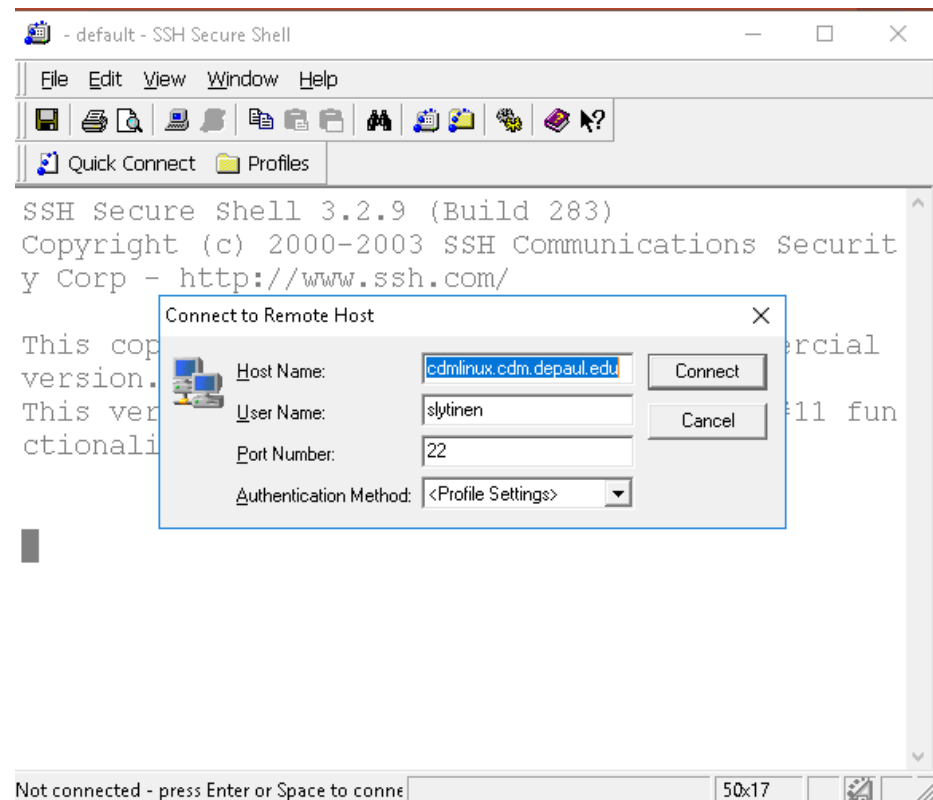 - default - SSH Secure Shell
File Edit View Window Help
Quick Connect Profiles
SSH Secure Shell 3.2.9 (Build 283)
Copyright (c) 2000-2003 SSH Communications Securit
y Corp - http://www.ssh.com/
This cop
ercial
version.
This ver
11 fun
ctionali
Connect to Remote Host
Host Name: cdmlinux.cdm.depaul.edu Connect
User Name: slytinen Cancel
Port Number: 22
Authentication Method: <Profile Settings>
Not connected - press Enter or Space to conne
50x17